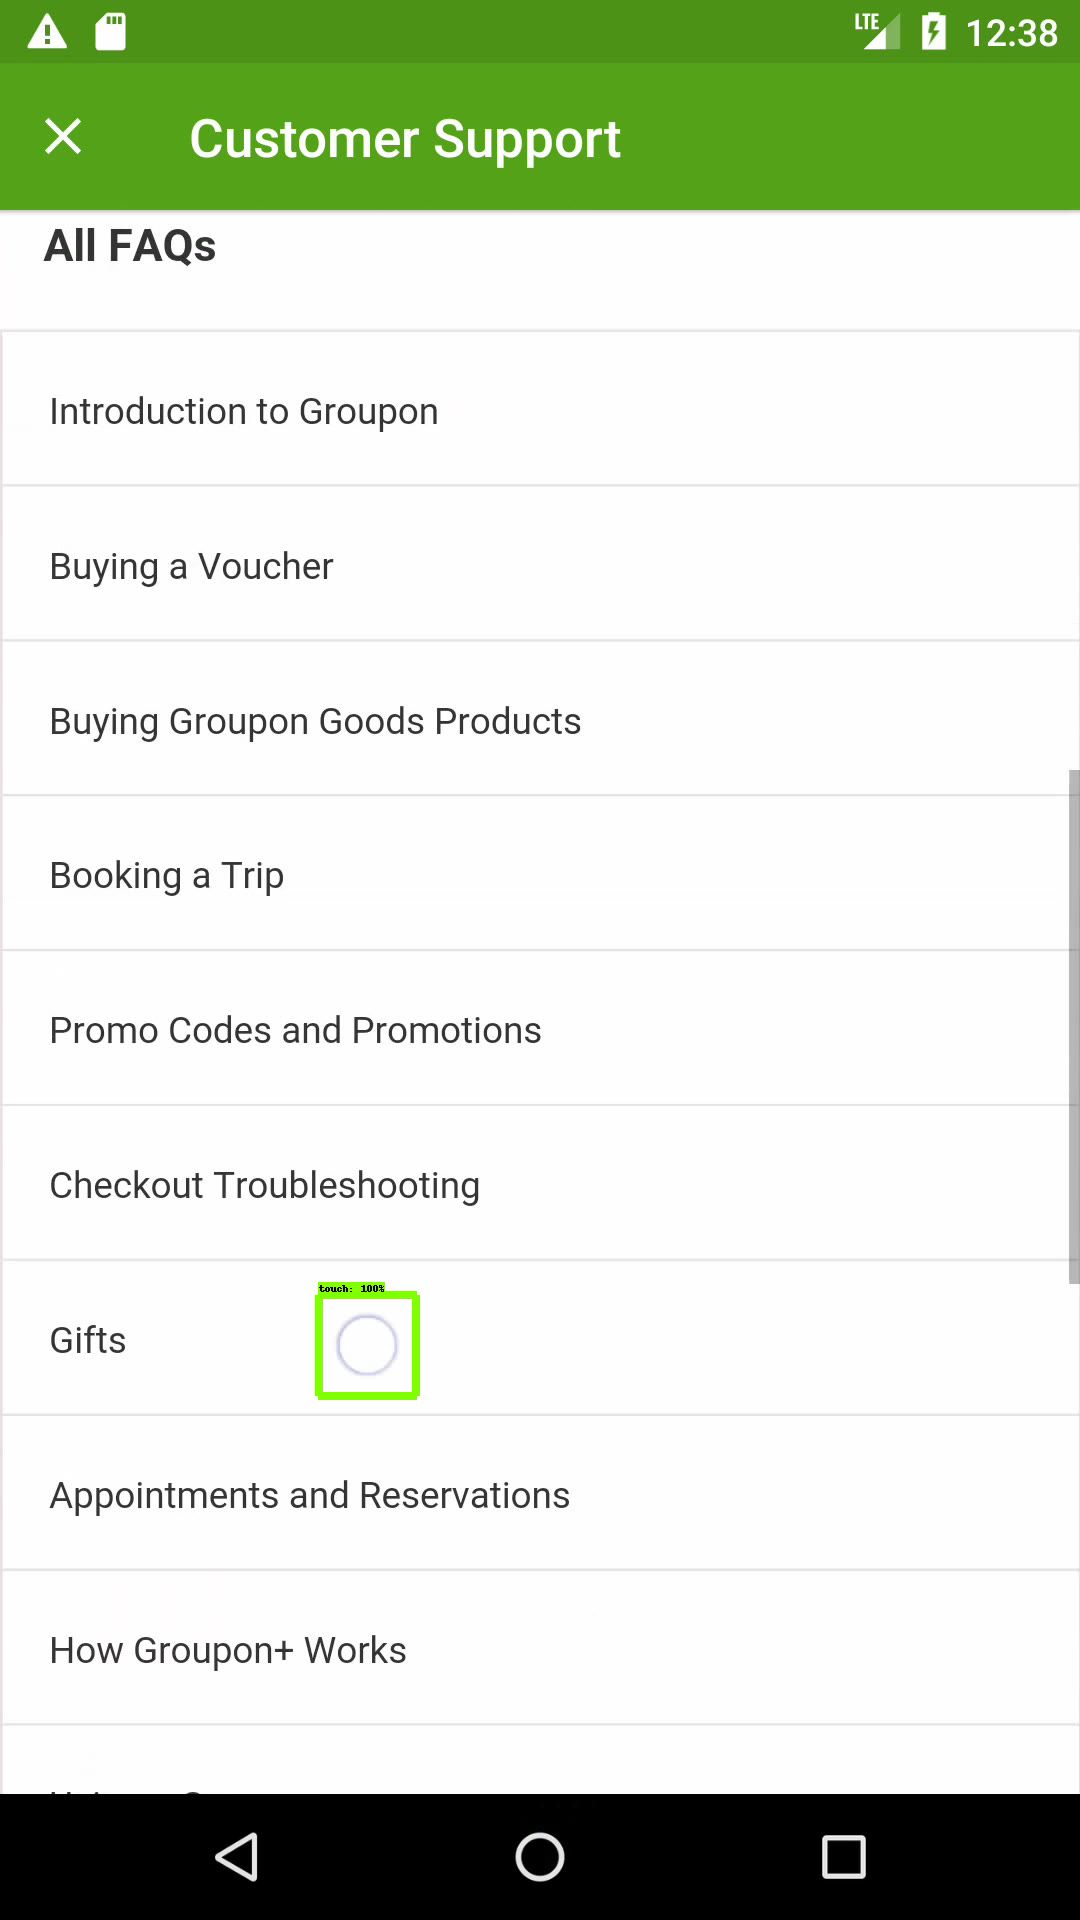 LTE 12:38
Customer Support
All FAQs
Introduction to Groupon
Buying a Voucher
Buying Groupon Goods Products
Booking a Trip
Promo Codes and Promotions
Checkout Troubleshooting
touch: 100%
Gifts
Appointments and Reservations
How Groupon+ Works